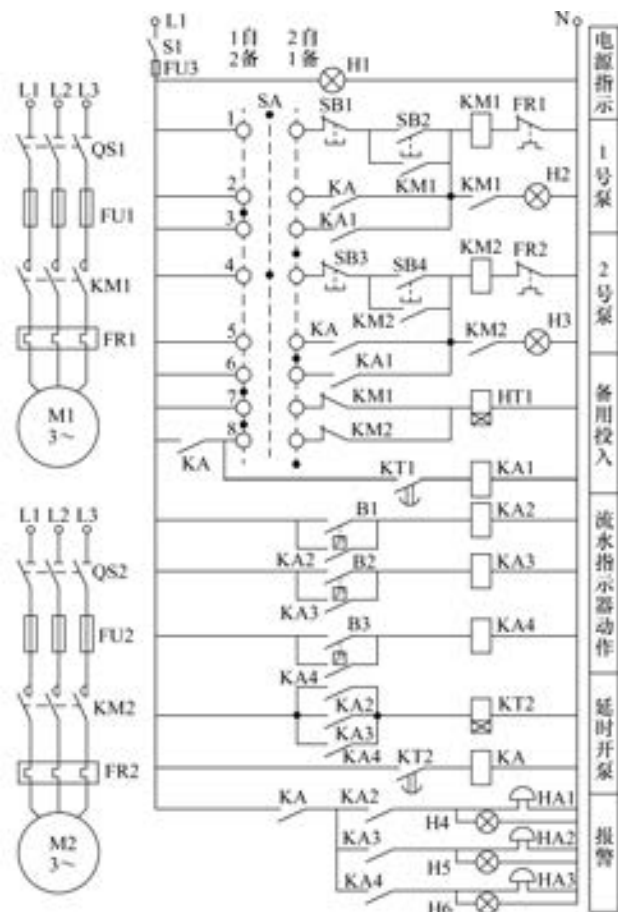 L1
N
S1
FU3
1自
2备
2自
1备
H1
电源指示
L1 L2 L3
QS1
FU1
KM1
FR1
M1
3～
SA
1
SB1
SB2
KM1
FR1
2
KA
KM1
KM1
H2
3
KA1
1号泵
4
SB3
SB4
KM2
FR2
KM2
5
KA
KM2
H3
6
KA1
2号泵
7
KM1
HT1
8
KM2
KA
KT1
KA1
备用投入
L1 L2 L3
QS2
FU2
KM2
FR2
M2
3～
B1
KA2
KA2
B2
KA3
KA3
B3
KA4
KA4
流水指示器动作
KA2
KT2
KA3
KA4
KT2
KA
延时开泵
KA
KA2
HA1
H4
KA3
HA2
H5
KA4
HA3
H6
报警